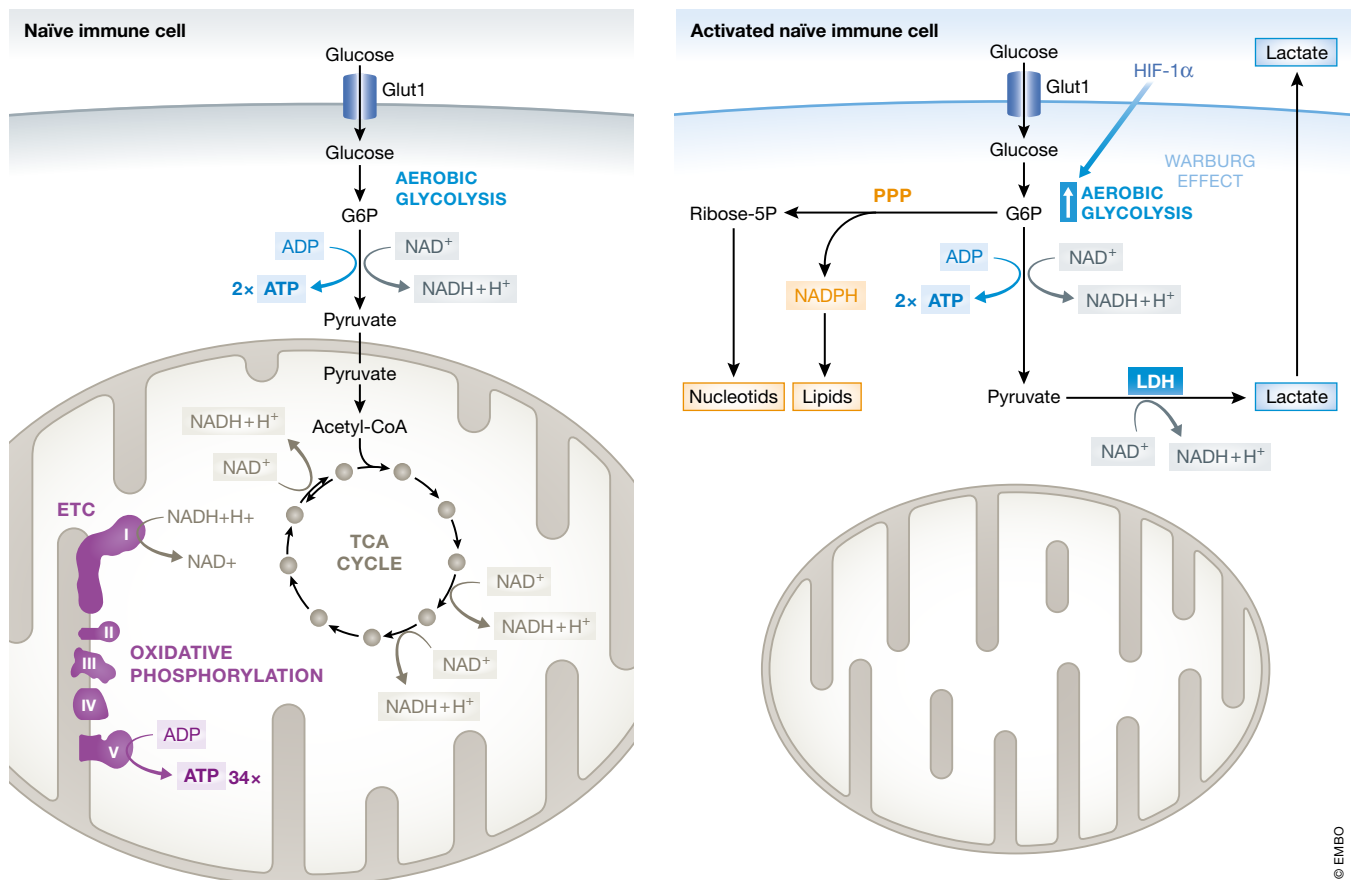 Naïve immune cell
Glucose
Glut1
Glucose
AEROBIC
GLYCOLYSIS
G6P
ADP
NAD⁺
2× ATP
NADH+H⁺
Pyruvate
Pyruvate
Acetyl-CoA
NADH+H⁺
NAD⁺
ETC
I
NADH+H+
NAD+
TCA
CYCLE
NAD⁺
NADH+H⁺
NAD⁺
NADH+H⁺
II
III
OXIDATIVE
PHOSPHORYLATION
IV
V
ADP
ATP 34×
Activated naïve immune cell
Glucose
Glut1
HIF-1α
Lactate
Glucose
WARBURG
EFFECT
AEROBIC
GLYCOLYSIS
PPP
Ribose-5P
G6P
ADP
NAD⁺
NADPH
2× ATP
NADH+H⁺
Nucleotids
Lipids
Pyruvate
LDH
Lactate
NAD⁺
NADH+H⁺
© EMBO